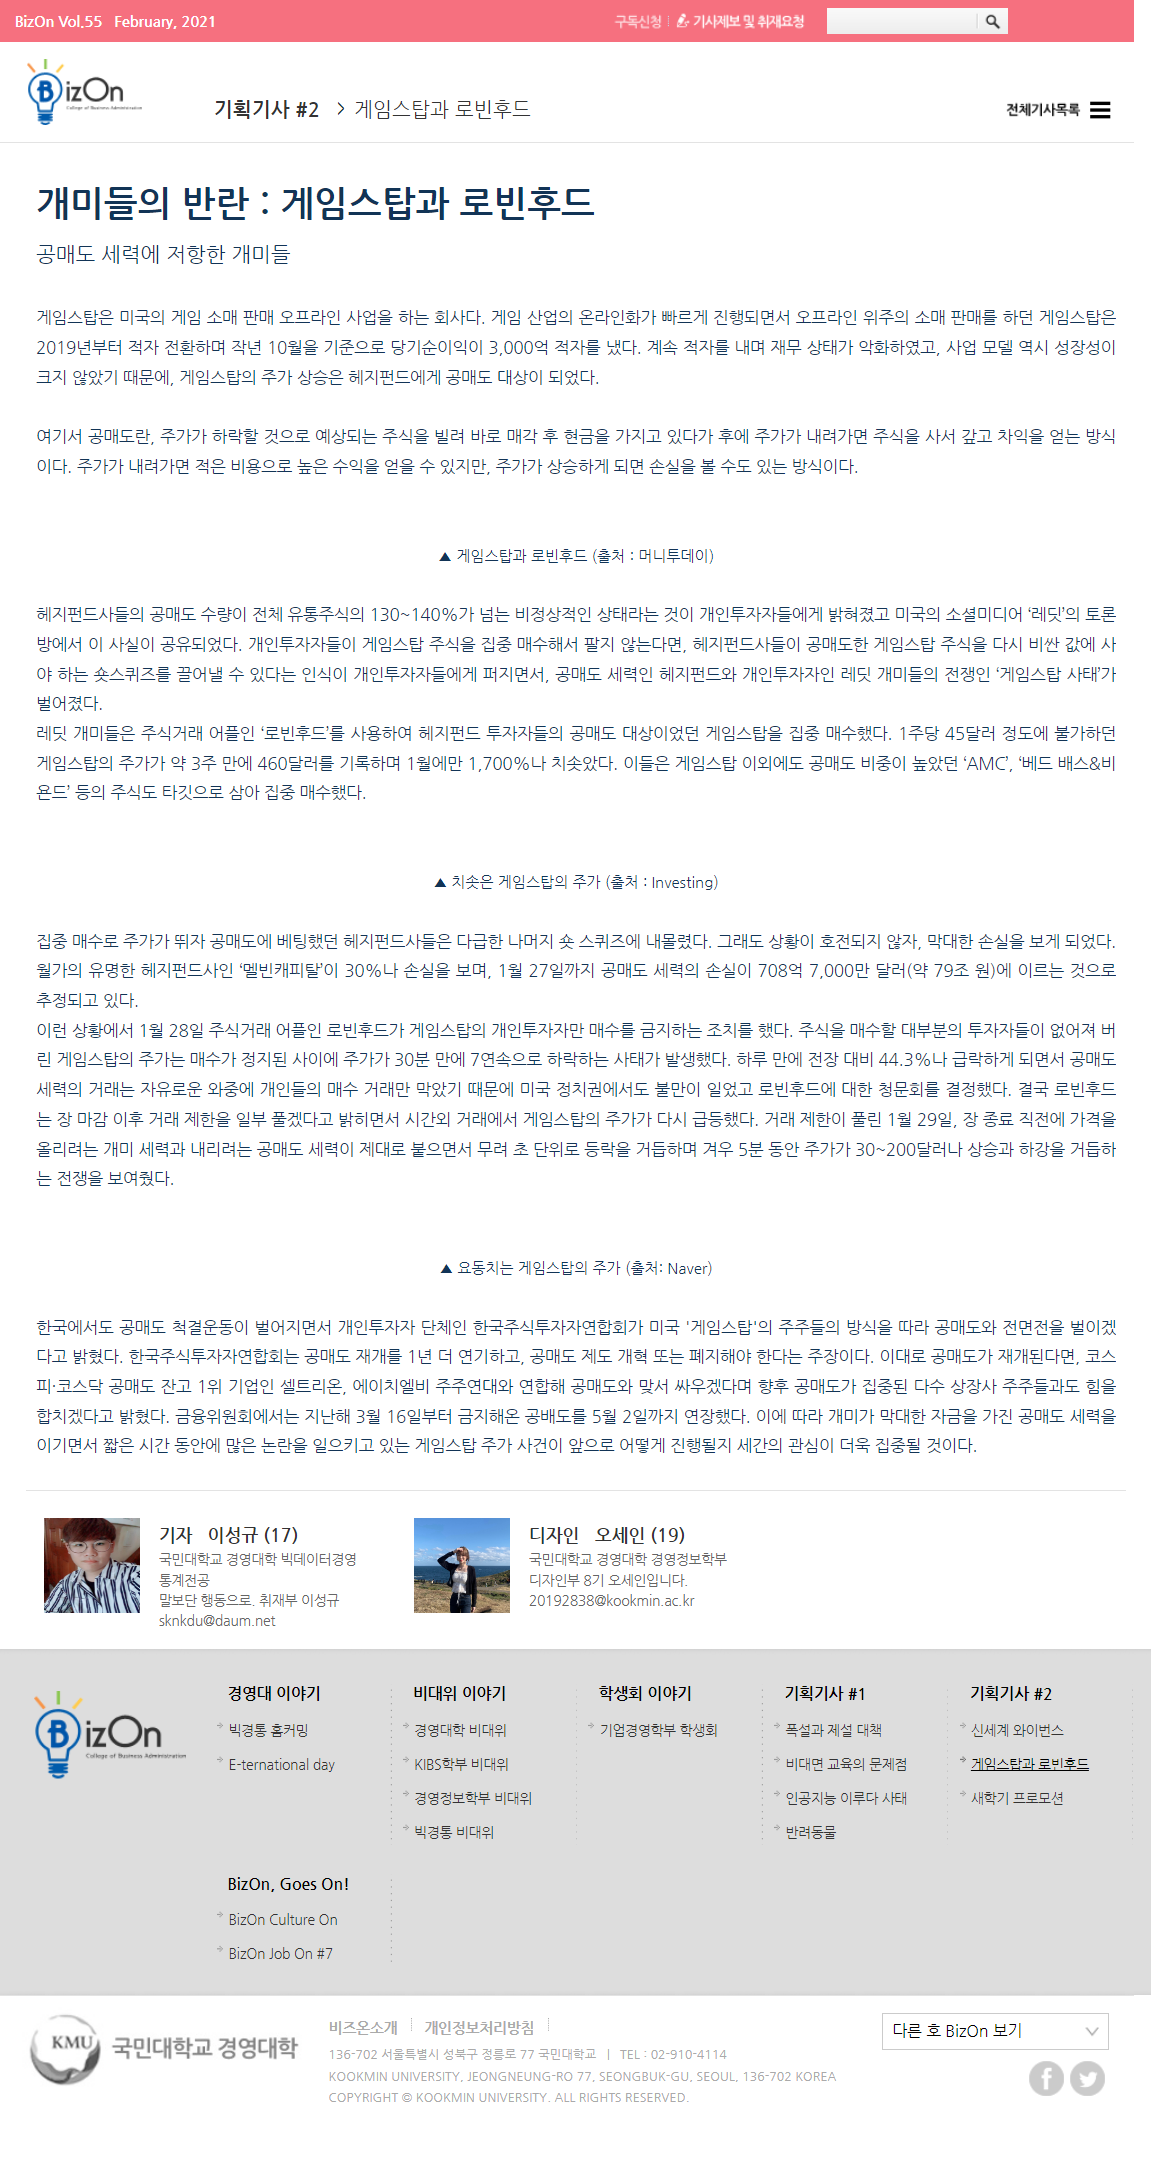 BizOn Vol.55 February, 2021
구독신청 기사제보 및 취재요청
BizOn
College of Business Administration
기획기사 #2 > 게임스탑과 로빈후드
전체기사목록
개미들의 반란 : 게임스탑과 로빈후드
공매도 세력에 저항한 개미들
게임스탑은 미국의 게임 소매 판매 오프라인 사업을 하는 회사다. 게임 산업의 온라인화가 빠르게 진행되면서 오프라인 위주의 소매 판매를 하던 게임스탑은
2019년부터 적자 전환하며 작년 10월을 기준으로 당기순이익이 3,000억 적자를 냈다. 계속 적자를 내며 재무 상태가 악화하였고, 사업 모델 역시 성장성이
크지 않았기 때문에, 게임스탑의 주가 상승은 헤지펀드에게 공매도 대상이 되었다.
여기서 공매도란, 주가가 하락할 것으로 예상되는 주식을 빌려 바로 매각 후 현금을 가지고 있다가 후에 주가가 내려가면 주식을 사서 갚고 차익을 얻는 방식
이다. 주가가 내려가면 적은 비용으로 높은 수익을 얻을 수 있지만, 주가가 상승하게 되면 손실을 볼 수도 있는 방식이다.
▲ 게임스탑과 로빈후드 (출처 : 머니투데이)
헤지펀드사들의 공매도 수량이 전체 유통주식의 130~140%가 넘는 비정상적인 상태라는 것이 개인투자자들에게 밝혀졌고 미국의 소셜미디어 ‘레딧’의 토론
방에서 이 사실이 공유되었다. 개인투자자들이 게임스탑 주식을 집중 매수해서 팔지 않는다면, 헤지펀드사들이 공매도한 게임스탑 주식을 다시 비싼 값에 사
야 하는 숏스퀴즈를 끌어낼 수 있다는 인식이 개인투자자들에게 퍼지면서, 공매도 세력인 헤지펀드와 개인투자자인 레딧 개미들의 전쟁인 ‘게임스탑 사태’가
벌어졌다.
레딧 개미들은 주식거래 어플인 ‘로빈후드’를 사용하여 헤지펀드 투자자들의 공매도 대상이었던 게임스탑을 집중 매수했다. 1주당 45달러 정도에 불가하던
게임스탑의 주가가 약 3주 만에 460달러를 기록하며 1월에만 1,700%나 치솟았다. 이들은 게임스탑 이외에도 공매도 비중이 높았던 ‘AMC’, ‘베드 배스&비
욘드’ 등의 주식도 타깃으로 삼아 집중 매수했다.
▲ 치솟은 게임스탑의 주가 (출처 : Investing)
집중 매수로 주가가 뛰자 공매도에 베팅했던 헤지펀드사들은 다급한 나머지 숏 스퀴즈에 내몰렸다. 그래도 상황이 호전되지 않자, 막대한 손실을 보게 되었다.
월가의 유명한 헤지펀드사인 ‘멜빈캐피탈’이 30%나 손실을 보며, 1월 27일까지 공매도 세력의 손실이 708억 7,000만 달러(약 79조 원)에 이르는 것으로
추정되고 있다.
이런 상황에서 1월 28일 주식거래 어플인 로빈후드가 게임스탑의 개인투자자만 매수를 금지하는 조치를 했다. 주식을 매수할 대부분의 투자자들이 없어져 버
린 게임스탑의 주가는 매수가 정지된 사이에 주가가 30분 만에 7연속으로 하락하는 사태가 발생했다. 하루 만에 전장 대비 44.3%나 급락하게 되면서 공매도
세력의 거래는 자유로운 와중에 개인들의 매수 거래만 막았기 때문에 미국 정치권에서도 불만이 일었고 로빈후드에 대한 청문회를 결정했다. 결국 로빈후드
는 장 마감 이후 거래 제한을 일부 풀겠다고 밝히면서 시간외 거래에서 게임스탑의 주가가 다시 급등했다. 거래 제한이 풀린 1월 29일, 장 종료 직전에 가격을
올리려는 개미 세력과 내리려는 공매도 세력이 제대로 붙으면서 무려 초 단위로 등락을 거듭하며 겨우 5분 동안 주가가 30~200달러나 상승과 하강을 거듭하
는 전쟁을 보여줬다.
▲ 요동치는 게임스탑의 주가 (출처: Naver)
한국에서도 공매도 척결운동이 벌어지면서 개인투자자 단체인 한국주식투자자연합회가 미국 '게임스탑'의 주주들의 방식을 따라 공매도와 전면전을 벌이겠
다고 밝혔다. 한국주식투자자연합회는 공매도 재개를 1년 더 연기하고, 공매도 제도 개혁 또는 폐지해야 한다는 주장이다. 이대로 공매도가 재개된다면, 코스
피·코스닥 공매도 잔고 1위 기업인 셀트리온, 에이치엘비 주주연대와 연합해 공매도와 맞서 싸우겠다며 향후 공매도가 집중된 다수 상장사 주주들과도 힘을
합치겠다고 밝혔다. 금융위원회에서는 지난해 3월 16일부터 금지해온 공배도를 5월 2일까지 연장했다. 이에 따라 개미가 막대한 자금을 가진 공매도 세력을
이기면서 짧은 시간 동안에 많은 논란을 일으키고 있는 게임스탑 주가 사건이 앞으로 어떻게 진행될지 세간의 관심이 더욱 집중될 것이다.
기자 이성규 (17)
국민대학교 경영대학 빅데이터경영
통계전공
말보단 행동으로. 취재부 이성규
sknkdu@daum.net
디자인 오세인 (19)
국민대학교 경영대학 경영정보학부
디자인부 8기 오세인입니다.
20192838@kookmin.ac.kr
BizOn
College of Business Administration
경영대 이야기
빅경통 홈커밍
E-ternational day
비대위 이야기
경영대학 비대위
KIBS학부 비대위
경영정보학부 비대위
빅경통 비대위
학생회 이야기
기업경영학부 학생회
기획기사 #1
폭설과 제설 대책
비대면 교육의 문제점
인공지능 이루다 사태
반려동물
기획기사 #2
신세계 와이번스
게임스탑과 로빈후드
새학기 프로모션
BizOn, Goes On!
BizOn Culture On
BizOn Job On #7
KMU 국민대학교 경영대학
비즈온소개 개인정보처리방침
136-702 서울특별시 성북구 정릉로 77 국민대학교 | TEL : 02-910-4114
KOOKMIN UNIVERSITY, JEONGNEUNG-RO 77, SEONGBUK-GU, SEOUL, 136-702 KOREA
COPYRIGHT @ KOOKMIN UNIVERSITY. ALL RIGHTS RESERVED.
다른 호 BizOn 보기